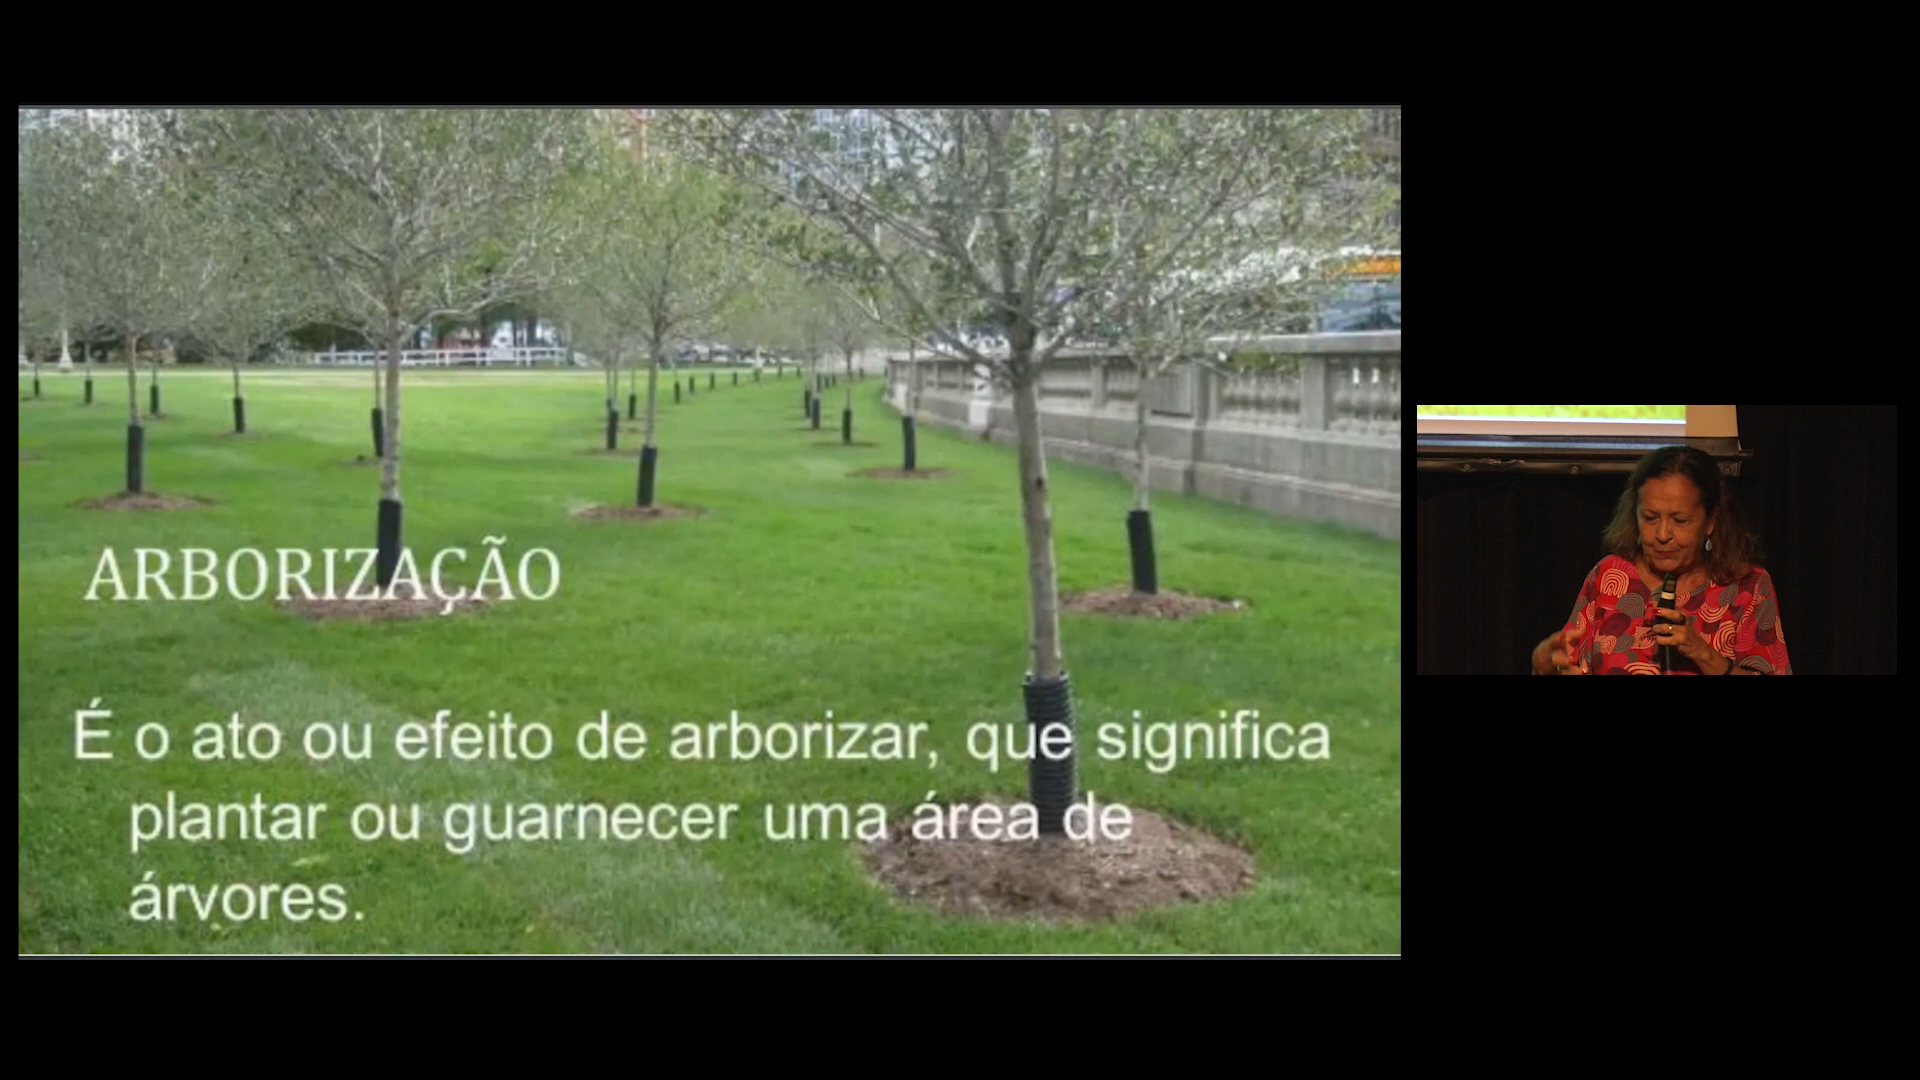 ARBORIZAÇÃO
É o ato ou efeito de arborizar, que significa
plantar ou guarnecer uma área de
árvores.